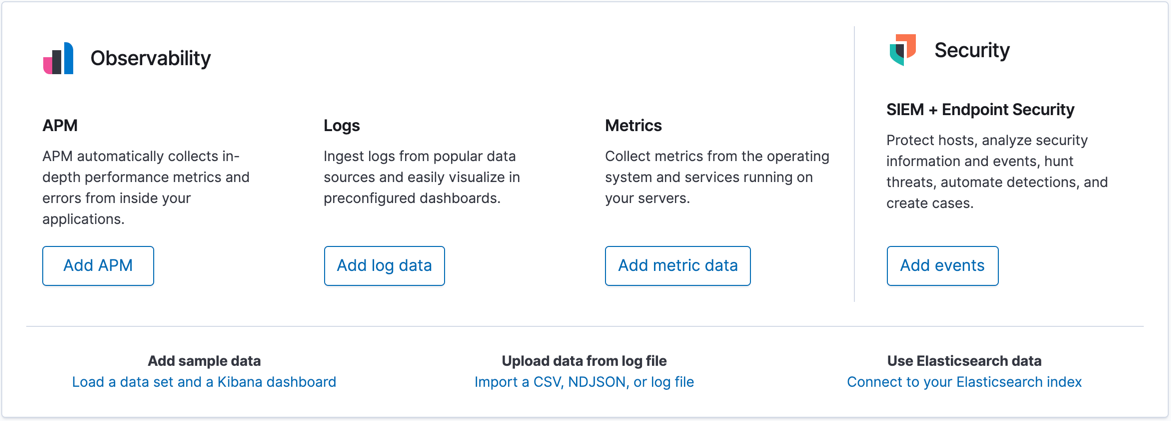 Observability
APM
APM automatically collects in-
depth performance metrics and
errors from inside your
applications.
Add APM
Logs
Ingest logs from popular data
sources and easily visualize in
preconfigured dashboards.
Add log data
Metrics
Collect metrics from the operating
system and services running on
your servers.
Add metric data
Security
SIEM + Endpoint Security
Protect hosts, analyze security
information and events, hunt
threats, automate detections, and
create cases.
Add events
Add sample data
Load a data set and a Kibana dashboard
Upload data from log file
Import a CSV, NDJSON, or log file
Use Elasticsearch data
Connect to your Elasticsearch index